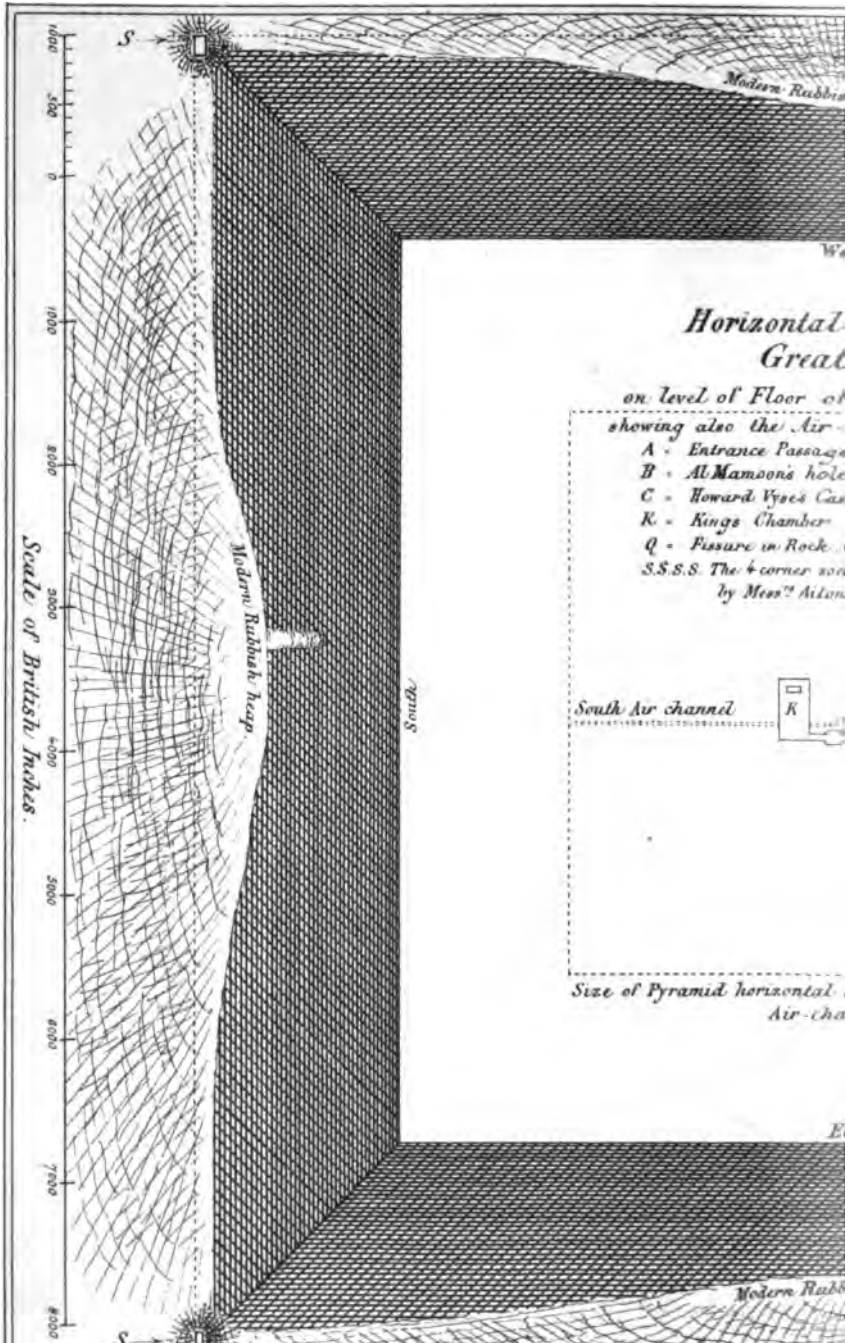 S
Modern Rubbis
We
Horizontal
Great
on level of Floor of
showing also the Air-
A = Entrance Passage
B = Al Mamoon's hole
C = Howard Vyse's Cas
K = Kings Chamber
Q = Fissure in Rock
S.S.S.S. The 4 corner soc
by Messrs Aiton
South Air channel
K
Size of Pyramid horizontal
Air-cha
Ea
Modern Rubb
South
Modern Rubbish heap.
Scale of British Inches.
1000
500
0
1000
2000
3000
4000
5000
6000
7000
8000
S